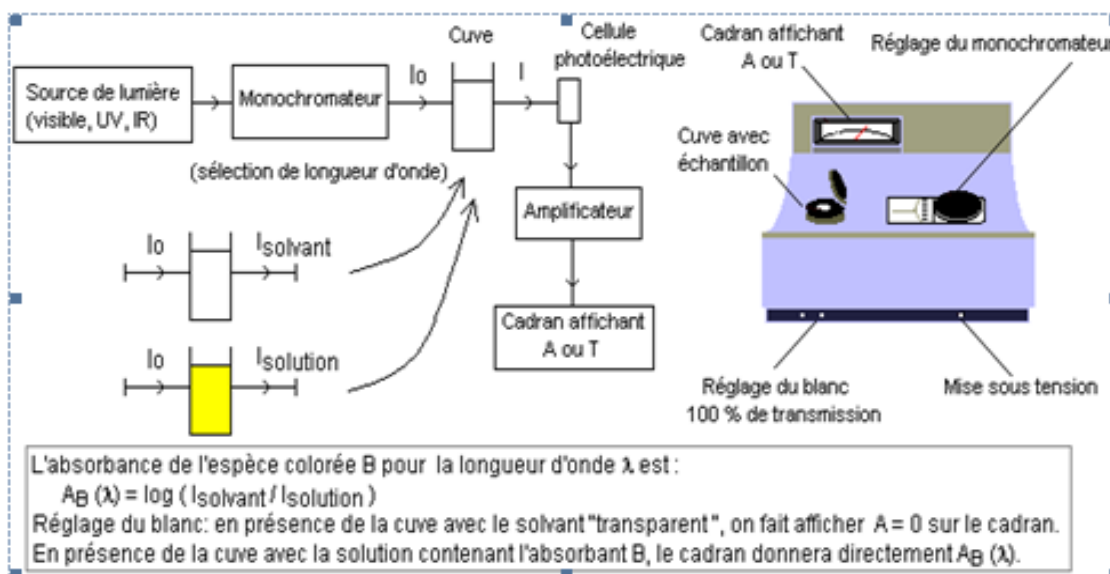 Source de lumière
(visible, UV, IR)
Monochromateur
(sélection de longueur d'onde)
Io
Cuve
I
Cellule
photoélectrique
Amplificateur
Cadran affichant
A ou T
Io
Isolvant
Io
Isolution
Cadran affichant
A ou T
Réglage du monochromateur
Cuve avec
échantillon
Réglage du blanc
100 % de transmission
Mise sous tension
L'absorbance de l'espèce colorée B pour la longueur d'onde λ est :
AB (λ) = log ( Isolvant / Isolution )
Réglage du blanc: en présence de la cuve avec le solvant "transparent", on fait afficher A = 0 sur le cadran.
En présence de la cuve avec la solution contenant l'absorbant B, le cadran donnera directement AB (λ).